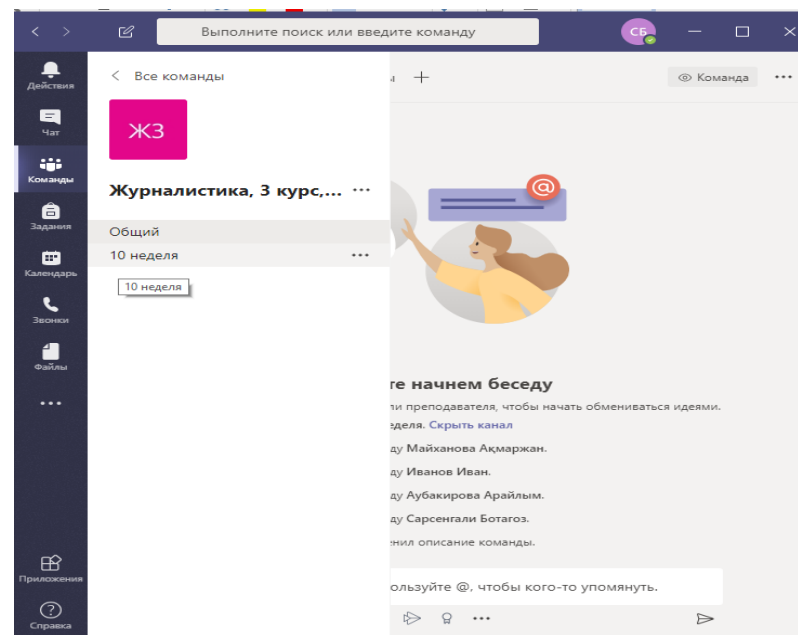 Выполните поиск или введите команду
СБ
Действия
Чат
Команды
Задания
Календарь
Звонки
Файлы
Приложения
Справка
Все команды
ЖЗ
Журналистика, 3 курс,...
Общий
10 неделя
10 неделя
Команда
@
те начнем беседу
ли преподавателя, чтобы начать обмениваться идеями.
еделя. Скрыть канал
ду Майханова Ақмаржан.
ду Иванов Иван.
ду Аубакирова Арайлым.
ду Сарсенгали Ботагоз.
енил описание команды.
ользуйте @, чтобы кого-то упомянуть.